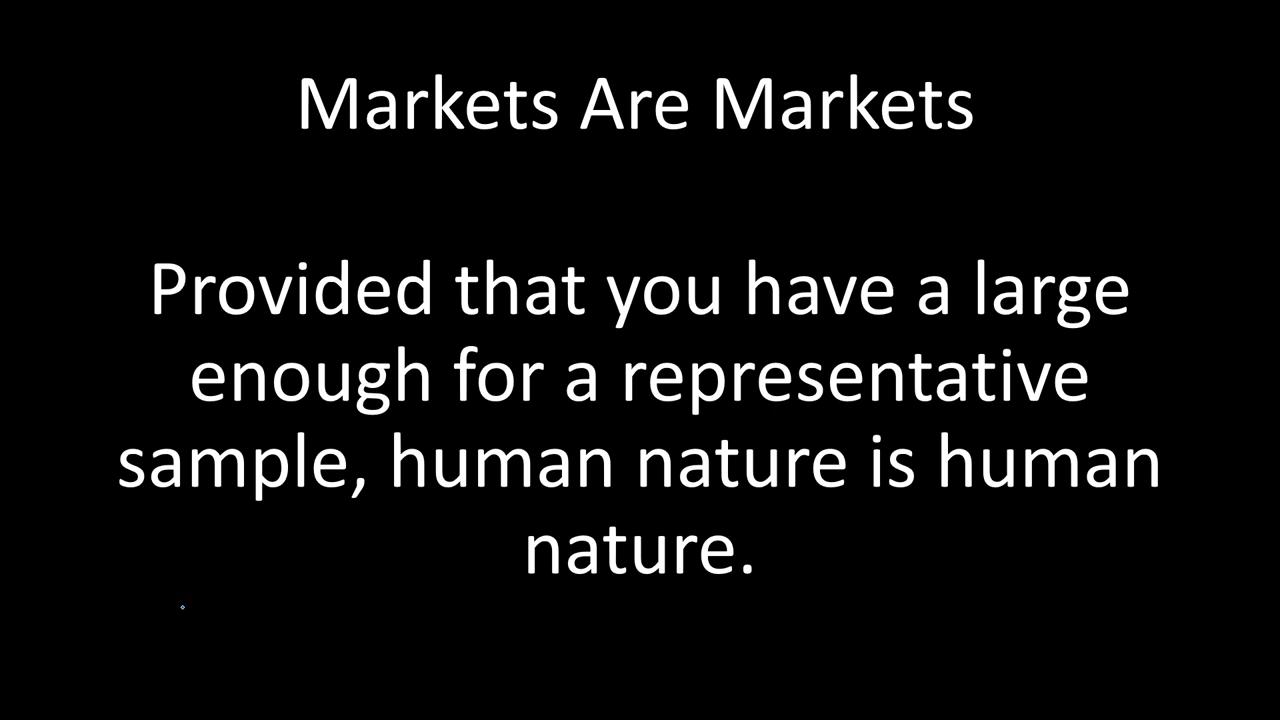 Markets Are Markets
Provided that you have a large
enough for a representative
sample, human nature is human
nature.